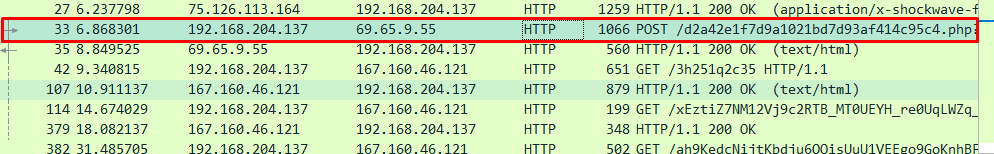 27 6.237798 75.126.113.164 192.168.204.137 HTTP 1259 HTTP/1.1 200 OK (application/x-shockwave-f
33 6.868301 192.168.204.137 69.65.9.55 HTTP 1066 POST /d2a42e1f7d9a1021bd7d93af414c95c4.php:
35 8.849525 69.65.9.55 192.168.204.137 HTTP 560 HTTP/1.1 200 OK (text/html)
42 9.340815 192.168.204.137 167.160.46.121 HTTP 651 GET /3h251q2c35 HTTP/1.1
107 10.911137 167.160.46.121 192.168.204.137 HTTP 879 HTTP/1.1 200 OK (text/html)
114 14.674029 192.168.204.137 167.160.46.121 HTTP 199 GET /xEztiZ7NM12Vj9c2RTB_MT0UEYH_re0UqLWZq_
379 18.082137 167.160.46.121 192.168.204.137 HTTP 348 HTTP/1.1 200 OK
382 31.485705 192.168.204.137 167.160.46.121 HTTP 502 GET